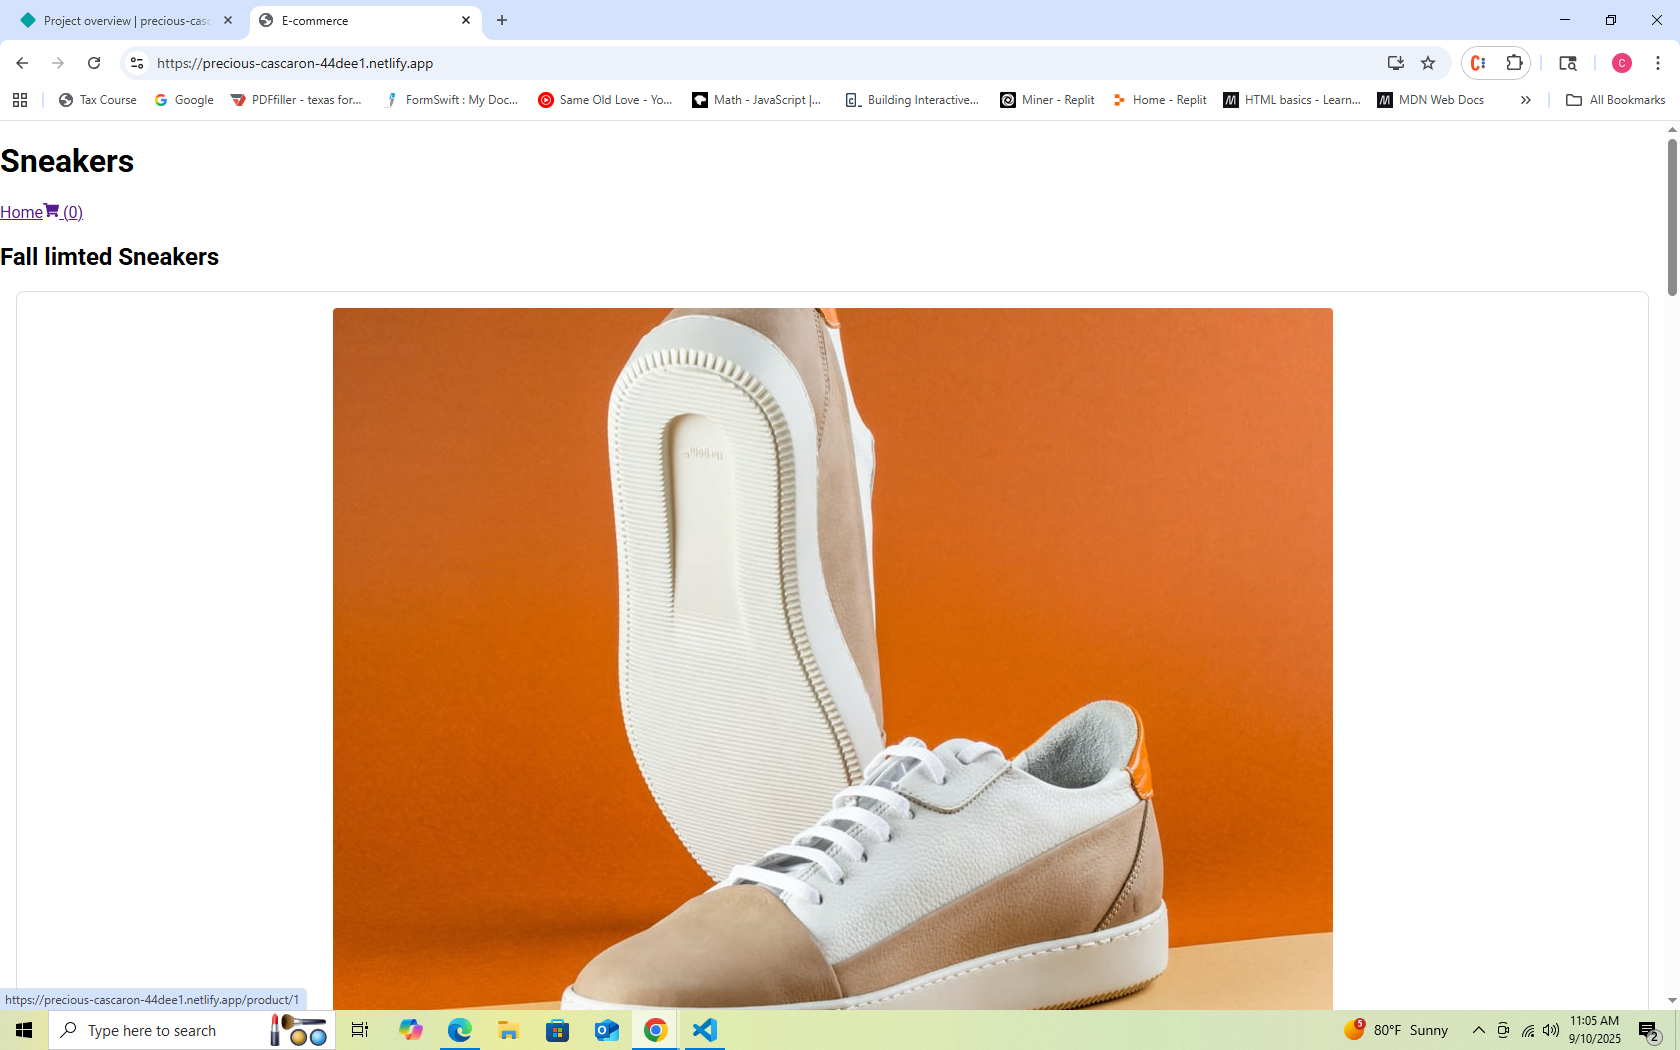 Project overview | precious-casc
E-commerce
https://precious-cascaron-44dee1.netlify.app
C
Tax Course
Google
PDFfiller - texas for...
FormSwift : My Doc...
Same Old Love - Yo...
Math - JavaScript |...
Building Interactive...
Miner - Replit
Home - Replit
HTML basics - Learn...
MDN Web Docs
All Bookmarks
Sneakers
Home (0)
Fall limted Sneakers
https://precious-cascaron-44dee1.netlify.app/product/1
Type here to search
5
80°F Sunny
11:05 AM
9/10/2025
2